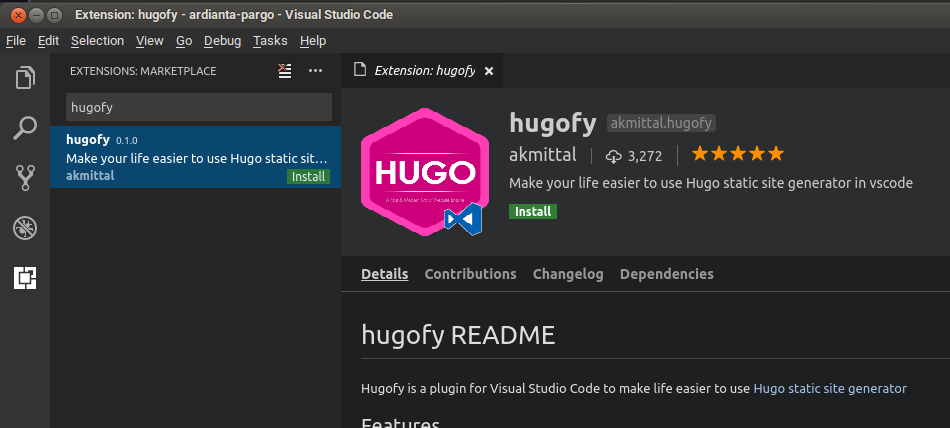 Extension: hugofy - ardianta-pargo - Visual Studio Code
File Edit Selection View Go Debug Tasks Help
EXTENSIONS: MARKETPLACE
hugofy
hugofy 0.1.0
Make your life easier to use Hugo static sit...
akmittal Install
Extension: hugofy
HUGO
A Fast & Modern Static Website Engine
hugofy akmittal.hugofy
akmittal 3,272
Make your life easier to use Hugo static site generator in vscode
Install
Details Contributions Changelog Dependencies
hugofy README
Hugofy is a plugin for Visual Studio Code to make life easier to use Hugo static site generator
Features